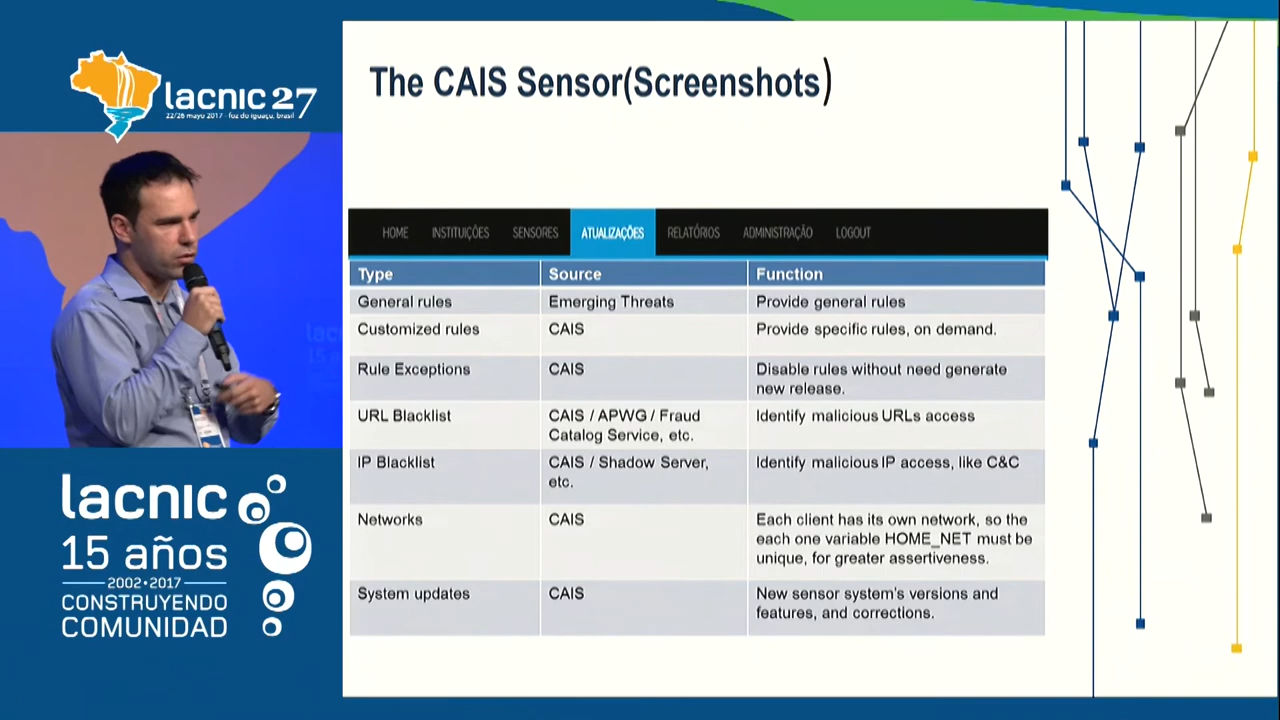 lacnic 27
22/26 mayo 2017 - foz do iguaçu, brasil
The CAIS Sensor(Screenshots)
HOME INSTITUIÇÕES SENSORES ATUALIZAÇÕES RELATÓRIOS ADMINISTRAÇÃO LOGOUT
Type Source Function
General rules Emerging Threats Provide general rules
Customized rules CAIS Provide specific rules, on demand.
Rule Exceptions CAIS Disable rules without need generate
new release.
URL Blacklist CAIS / APWG / Fraud Identify malicious URLs access
Catalog Service, etc.
IP Blacklist CAIS / Shadow Server, Identify malicious IP access, like C&C
etc.
Networks CAIS Each client has its own network, so the
each one variable HOME_NET must be
unique, for greater assertiveness.
System updates CAIS New sensor system's versions and
features, and corrections.
lacnic
15 años
2002•2017
CONSTRUYENDO
COMUNIDAD